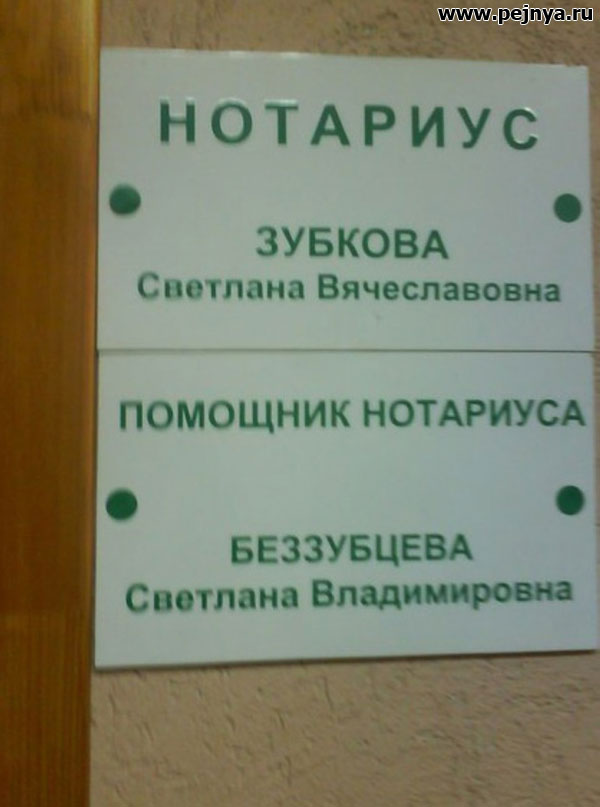 www.pejnya.ru
НОТАРИУС
ЗУБКОВА
Светлана Вячеславовна
ПОМОЩНИК НОТАРИУСА
БЕЗЗУБЦЕВА
Светлана Владимировна